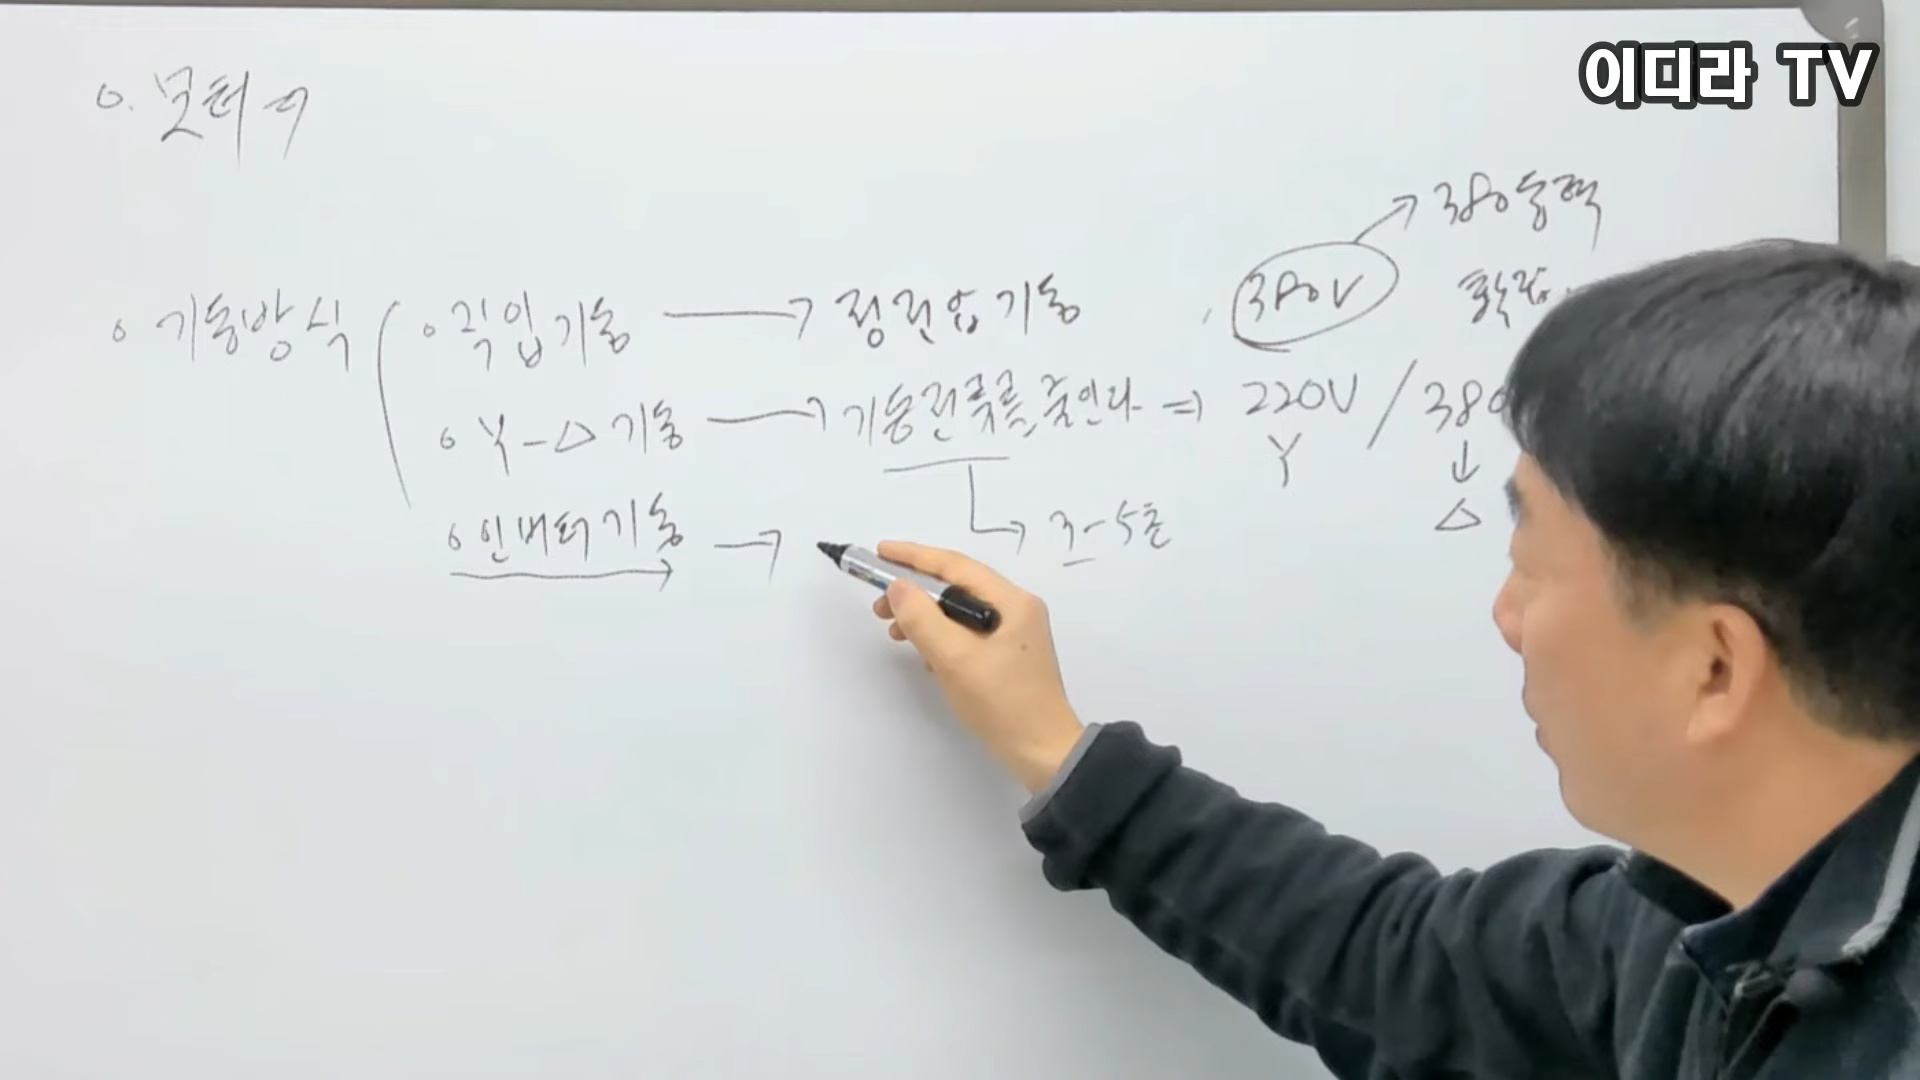 이디라 TV
o. 모터
380동력
o 기동방식
o 직입기동 → 정전압기동
380V
o Y-△ 기동 → 기동전류를 줄인다 ⇒ 220V / 380
Y ↓
△
o 인버터기동 →
3-5초